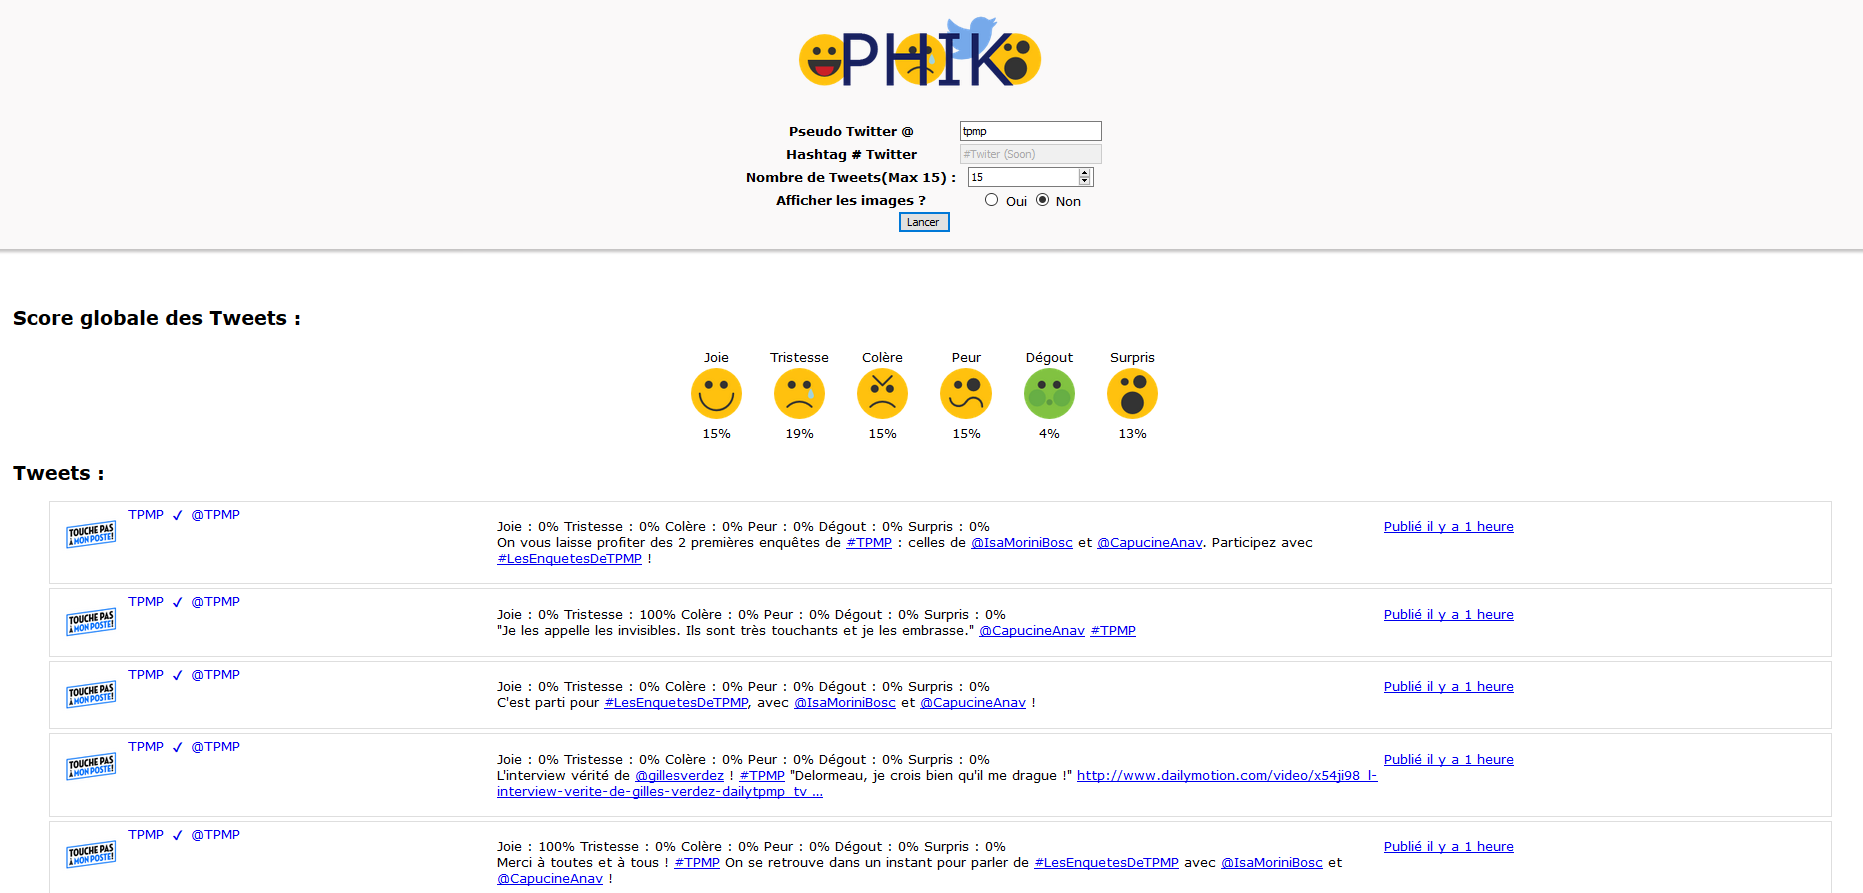 PHIK
Pseudo Twitter @ tpmp
Hashtag # Twitter #Twiter (Soon)
Nombre de Tweets(Max 15) : 15
Afficher les images ? Oui Non
Lancer
Score globale des Tweets :
Joie Tristesse Colère Peur Dégout Surpris
15% 19% 15% 15% 4% 13%
Tweets :
TOUCHE PAS
À MON POSTE!
TPMP ✓ @TPMP
Joie : 0% Tristesse : 0% Colère : 0% Peur : 0% Dégout : 0% Surpris : 0%
Publié il y a 1 heure
On vous laisse profiter des 2 premières enquêtes de #TPMP : celles de @IsaMoriniBosc et @CapucineAnav. Participez avec
#LesEnquetesDeTPMP !
TOUCHE PAS
À MON POSTE!
TPMP ✓ @TPMP
Joie : 0% Tristesse : 100% Colère : 0% Peur : 0% Dégout : 0% Surpris : 0%
Publié il y a 1 heure
"Je les appelle les invisibles. Ils sont très touchants et je les embrasse." @CapucineAnav #TPMP
TOUCHE PAS
À MON POSTE!
TPMP ✓ @TPMP
Joie : 0% Tristesse : 0% Colère : 0% Peur : 0% Dégout : 0% Surpris : 0%
Publié il y a 1 heure
C'est parti pour #LesEnquetesDeTPMP, avec @IsaMoriniBosc et @CapucineAnav !
TOUCHE PAS
À MON POSTE!
TPMP ✓ @TPMP
Joie : 0% Tristesse : 0% Colère : 0% Peur : 0% Dégout : 0% Surpris : 0%
Publié il y a 1 heure
L'interview vérité de @gillesverdez ! #TPMP "Delormeau, je crois bien qu'il me drague !" http://www.dailymotion.com/video/x54ji98_l-
interview-verite-de-gilles-verdez-dailytpmp_tv ...
TOUCHE PAS
À MON POSTE!
TPMP ✓ @TPMP
Joie : 100% Tristesse : 0% Colère : 0% Peur : 0% Dégout : 0% Surpris : 0%
Publié il y a 1 heure
Merci à toutes et à tous ! #TPMP On se retrouve dans un instant pour parler de #LesEnquetesDeTPMP avec @IsaMoriniBosc et
@CapucineAnav !